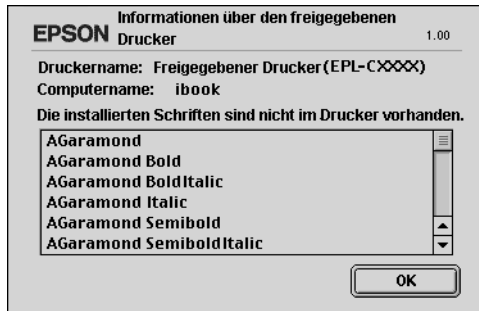 EPSON Informationen über den freigegebenen
Drucker 1.00
Druckername: Freigegebener Drucker(EPL-CXXXX)
Computername: ibook
Die installierten Schriften sind nicht im Drucker vorhanden.
AGaramond
AGaramond Bold
AGaramond BoldItalic
AGaramond Italic
AGaramond Semibold
AGaramond SemiboldItalic
OK